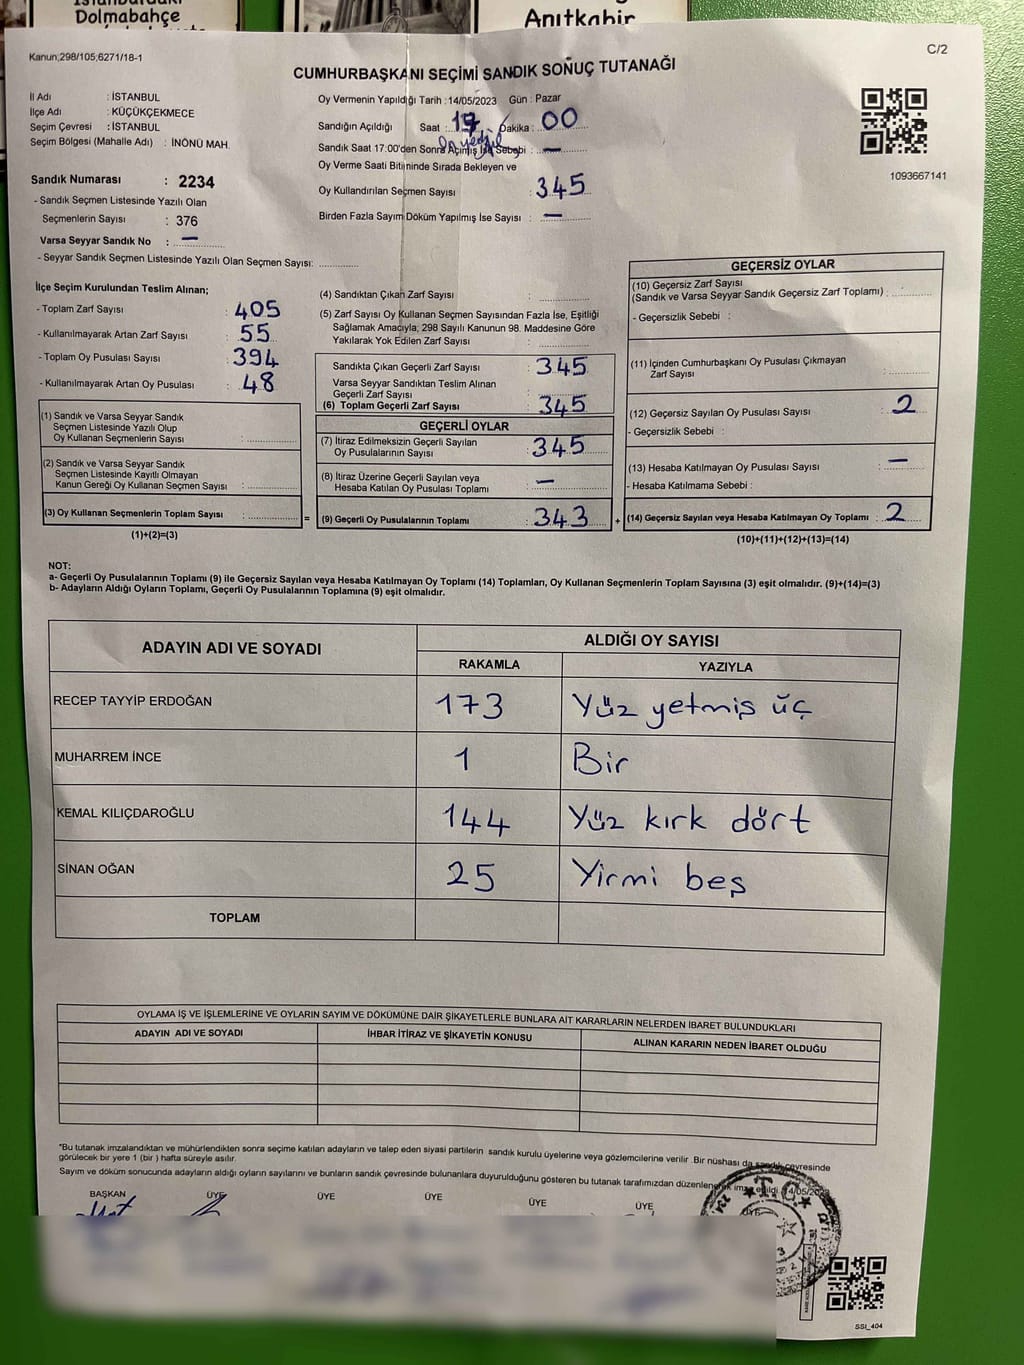 Dolmabahçe
Anıtkabir
Kanun;298/105;6271/18-1
C/2
CUMHURBAŞKANI SEÇİMİ SANDIK SONUÇ TUTANAĞI
İl Adı : İSTANBUL
İlçe Adı : KÜÇÜKÇEKMECE
Seçim Çevresi : İSTANBUL
Seçim Bölgesi (Mahalle Adı) : İNÖNÜ MAH.
Oy Vermenin Yapıldığı Tarih : 14/05/2023 Gün : Pazar
Sandığın Açıldığı Saat : 17 Dakika : 00
On yedi
Sandık Saat 17:00'den Sonra Açılmış İse Sebebi : —
Oy Verme Saati Bitiminde Sırada Bekleyen ve
Oy Kullandırılan Seçmen Sayısı : 345
Birden Fazla Sayım Döküm Yapılmış İse Sayısı : —
1093667141
Sandık Numarası : 2234
- Sandık Seçmen Listesinde Yazılı Olan
Seçmenlerin Sayısı : 376
Varsa Seyyar Sandık No : —
- Seyyar Sandık Seçmen Listesinde Yazılı Olan Seçmen Sayısı:
İlçe Seçim Kurulundan Teslim Alınan;
- Toplam Zarf Sayısı : 405
- Kullanılmayarak Artan Zarf Sayısı : 55
- Toplam Oy Pusulası Sayısı : 394
- Kullanılmayarak Artan Oy Pusulası : 48
(1) Sandık ve Varsa Seyyar Sandık
Seçmen Listesinde Yazılı Olup
Oy Kullanan Seçmenlerin Sayısı :
(2) Sandık ve Varsa Seyyar Sandık
Seçmen Listesinde Kayıtlı Olmayan
Kanun Gereği Oy Kullanan Seçmen Sayısı :
(3) Oy Kullanan Seçmenlerin Toplam Sayısı :
(1)+(2)=(3)
=
(4) Sandıktan Çıkan Zarf Sayısı :
(5) Zarf Sayısı Oy Kullanan Seçmen Sayısından Fazla İse, Eşitliği
Sağlamak Amacıyla; 298 Sayılı Kanunun 98. Maddesine Göre
Yakılarak Yok Edilen Zarf Sayısı :
Sandıkta Çıkan Geçerli Zarf Sayısı : 345
Varsa Seyyar Sandıktan Teslim Alınan
Geçerli Zarf Sayısı :
(6) Toplam Geçerli Zarf Sayısı : 345
GEÇERLİ OYLAR
(7) İtiraz Edilmeksizin Geçerli Sayılan
Oy Pusulalarının Sayısı : 345
(8) İtiraz Üzerine Geçerli Sayılan veya
Hesaba Katılan Oy Pusulası Toplamı : —
(9) Geçerli Oy Pusulalarının Toplamı : 343
+
GEÇERSİZ OYLAR
(10) Geçersiz Zarf Sayısı
(Sandık ve Varsa Seyyar Sandık Geçersiz Zarf Toplamı) :
- Geçersizlik Sebebi :
(11) İçinden Cumhurbaşkanı Oy Pusulası Çıkmayan
Zarf Sayısı :
(12) Geçersiz Sayılan Oy Pusulası Sayısı : 2
- Geçersizlik Sebebi :
(13) Hesaba Katılmayan Oy Pusulası Sayısı : —
- Hesaba Katılmama Sebebi :
(14) Geçersiz Sayılan veya Hesaba Katılmayan Oy Toplamı : 2
(10)+(11)+(12)+(13)=(14)
NOT:
a- Geçerli Oy Pusulalarının Toplamı (9) ile Geçersiz Sayılan veya Hesaba Katılmayan Oy Toplamı (14) Toplamları, Oy Kullanan Seçmenlerin Toplam Sayısına (3) eşit olmalıdır. (9)+(14)=(3)
b- Adayların Aldığı Oyların Toplamı, Geçerli Oy Pusulalarının Toplamına (9) eşit olmalıdır.
ADAYIN ADI VE SOYADI
ALDIĞI OY SAYISI
RAKAMLA YAZIYLA
RECEP TAYYİP ERDOĞAN 173 Yüz yetmiş üç
MUHARREM İNCE 1 Bir
KEMAL KILIÇDAROĞLU 144 Yüz kırk dört
SİNAN OĞAN 25 Yirmi beş
TOPLAM
OYLAMA İŞ VE İŞLEMLERİNE VE OYLARIN SAYIM VE DÖKÜMÜNE DAİR ŞİKAYETLERLE BUNLARA AİT KARARLARIN NELERDEN İBARET BULUNDUKLARI
ADAYIN ADI VE SOYADI İHBAR İTİRAZ VE ŞİKAYETİN KONUSU ALINAN KARARIN NEDEN İBARET OLDUĞU
*Bu tutanak imzalandıktan ve mühürlendikten sonra seçime katılan adayların ve talep eden siyasi partilerin sandık kurulu üyelerine veya gözlemcilerine verilir .Bir nüshası da sandık çevresinde
görülecek bir yere 1 (bir ) hafta süreyle asılır.
Sayım ve döküm sonucunda adayların aldığı oyların sayılarını ve bunların sandık çevresinde bulunanlara duyurulduğunu gösteren bu tutanak tarafımızdan düzenlenerek imza edildi. 14/05/2023
BAŞKAN ÜYE ÜYE ÜYE ÜYE ÜYE ÜYE
T.C.
SSI_404